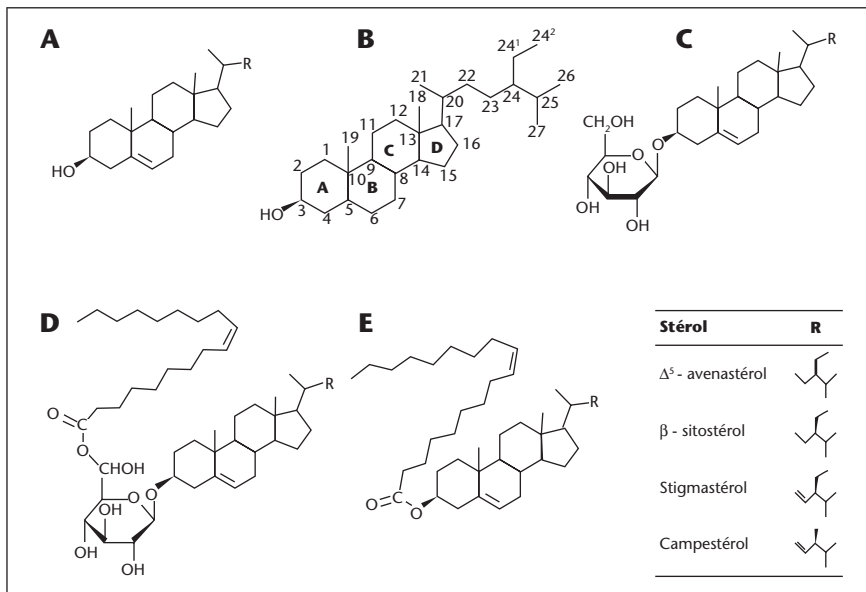 A
R
HO
B
24¹
24²
21
22
26
18
20
23
24
25
12
17
27
11
19
13
16
C
D
1
2
9
14
15
10
8
A
B
HO
3
5
7
4
6
C
R
CH₂OH
O
O
OH
OH
OH
OH
D
R
O
O
CHOH
O
O
OH
OH
OH
E
R
O
O
Stérol R
Δ⁵ - avenastérol
β - sitostérol
Stigmastérol
Campestérol